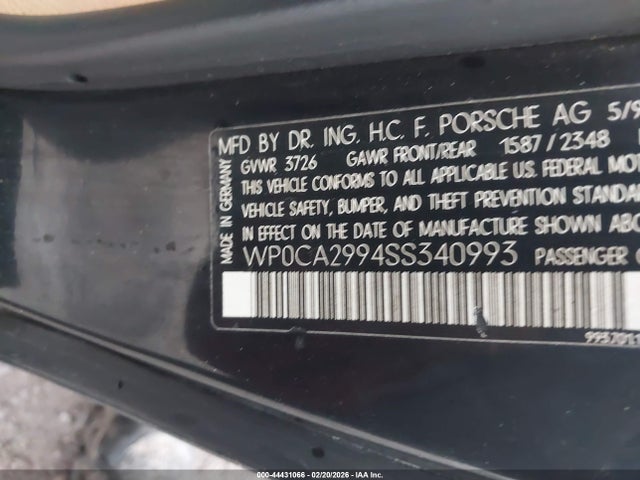 MFD BY DR. ING. H.C. F. PORSCHE AG 5/9
GVWR 3726 GAWR FRONT/REAR 1587 / 2348
THIS VEHICLE CONFORMS TO ALL APPLICABLE U.S. FEDERAL MO
VEHICLE SAFETY, BUMPER, AND THEFT PREVENTION STANDA
IN EFFECT ON THE DATE OF MANUFACTURE SHOWN ABO
WP0CA2994SS340993 PASSENGER
MADE IN GERMANY
000-44431066 — 02/20/2026 — IAA Inc.